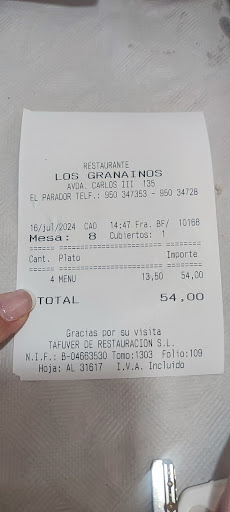 RESTAURANTE
LOS GRANAINOS
AVDA. CARLOS III 135
EL PARADOR TELF.: 950 347353 - 950 34728
16/jul/2024 CAO 14:47 Fra. BF/ 10168
Mesa: 8 Cubiertos: 1
Cant. Plato Importe
4 MENU 13,50 54,00
TOTAL 54,00
Gracias por su visita
TAFUVER DE RESTAURACION S.L.
N.I.F.: B-04663530 Tomo:1303 Folio:109
Hoja: AL 31617 I.V.A. Incluido